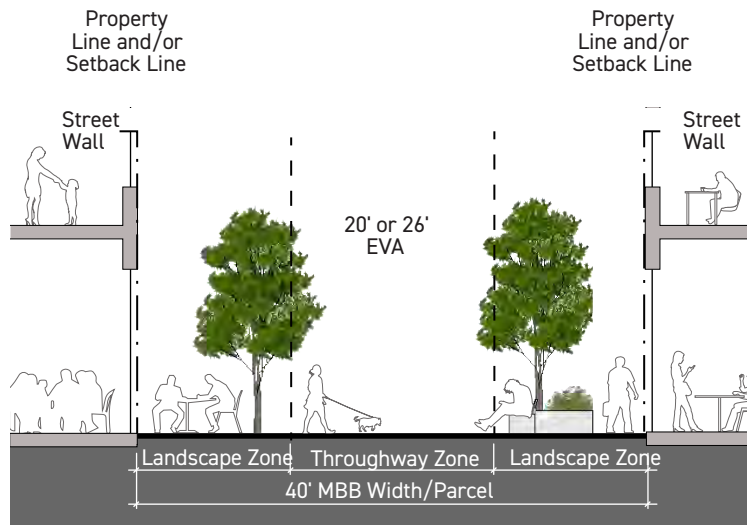 Property
Line and/or
Setback Line
Property
Line and/or
Setback Line
Street
Wall
Street
Wall
20' or 26'
EVA
Landscape Zone
Throughway Zone
Landscape Zone
40' MBB Width/Parcel